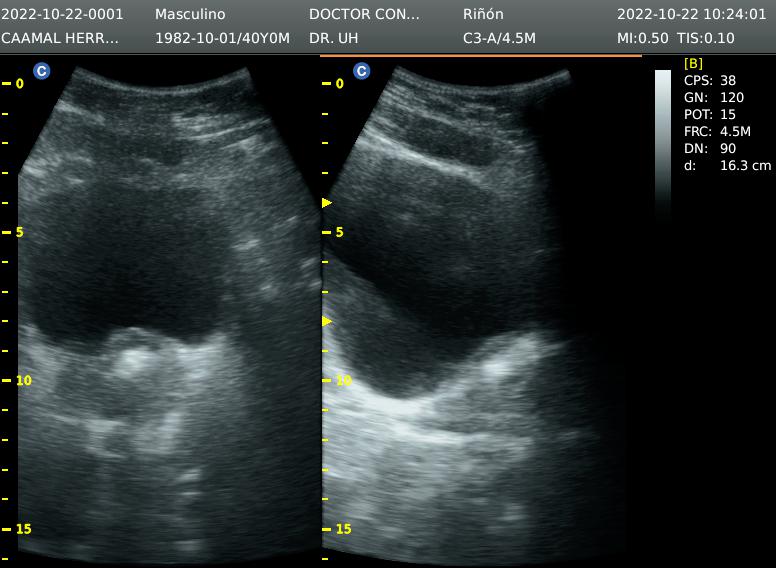 2022-10-22-0001 Masculino DOCTOR CON... Riñón 2022-10-22 10:24:01
CAAMAL HERR... 1982-10-01/40Y0M DR. UH C3-A/4.5M MI:0.50 TIS:0.10
C C
[B]
CPS: 38
GN: 120
POT: 15
FRC: 4.5M
DN: 90
d: 16.3 cm
0 0
5 5
10 10
15 15